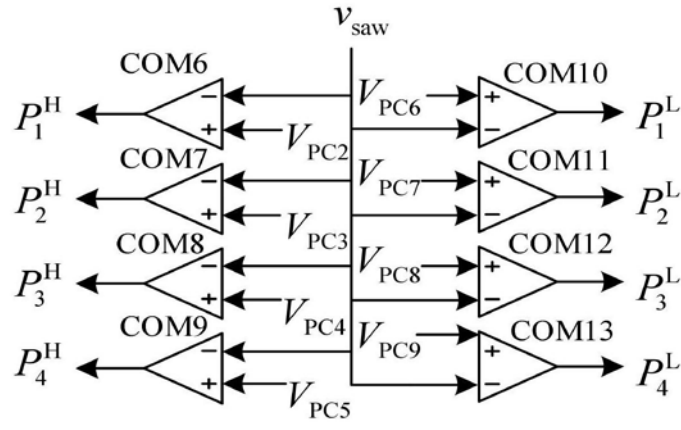 v_saw
COM6 COM10
P_1^H − V_PC6 + P_1^L
+ V_PC2 −
COM7 COM11
P_2^H − V_PC7 + P_2^L
+ V_PC3 −
COM8 COM12
P_3^H − V_PC8 + P_3^L
+ V_PC4 −
COM9 COM13
P_4^H − V_PC9 + P_4^L
+ V_PC5 −